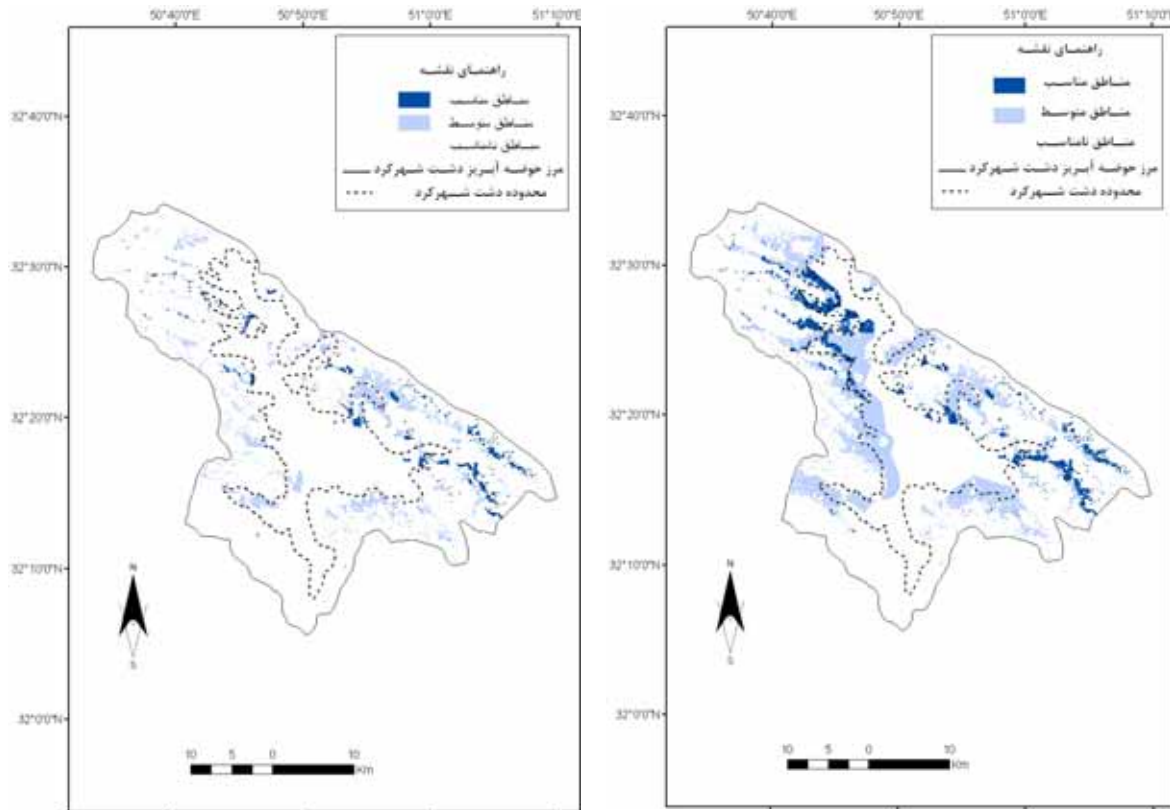 50°40'0"E 50°50'0"E 51°0'0"E 51°10'0"E
راهنمای نقشه
مناطق مناسب
مناطق متوسط
مناطق نامناسب
مرز حوضه آبریز دشت شهرکرد
محدوده دشت شهرکرد
32°40'0"N
32°30'0"N
32°20'0"N
32°10'0"N
32°0'0"N
N
S
10 5 0 10
Km
50°40'0"E 50°50'0"E 51°0'0"E 51°10'0"E
راهنمای نقشه
مناطق مناسب
مناطق متوسط
مناطق نامناسب
مرز حوضه آبریز دشت شهرکرد
محدوده دشت شهرکرد
32°40'0"N
32°30'0"N
32°20'0"N
32°10'0"N
32°0'0"N
N
S
10 5 0 10
Km